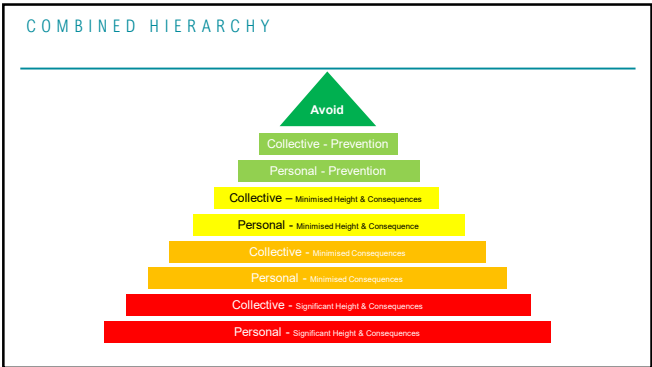 COMBINED HIERARCHY
Avoid
Collective - Prevention
Personal - Prevention
Collective – Minimised Height & Consequences
Personal - Minimised Height & Consequence
Collective - Minimised Consequences
Personal - Minimised Consequences
Collective - Significant Height & Consequences
Personal - Significant Height & Consequences